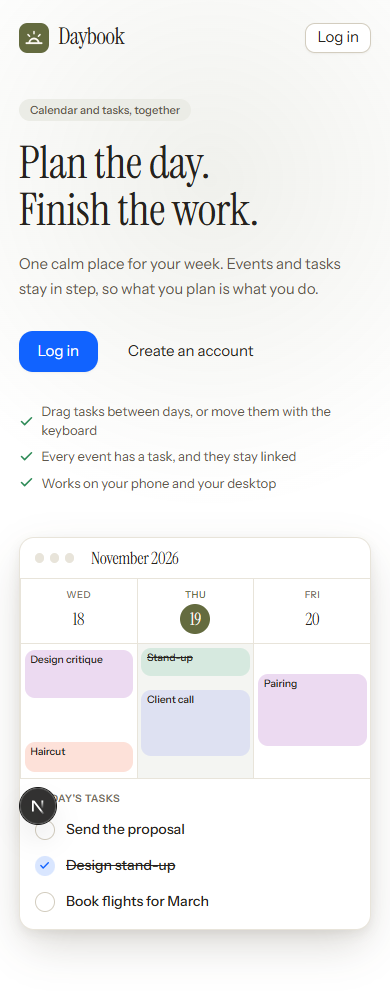 Daybook
Log in
Calendar and tasks, together
Plan the day.
Finish the work.
One calm place for your week. Events and tasks
stay in step, so what you plan is what you do.
Log in
Create an account
Drag tasks between days, or move them with the
keyboard
Every event has a task, and they stay linked
Works on your phone and your desktop
November 2026
WED
THU
FRI
18
19
20
Design critique
Stand-up
Pairing
Client call
Haircut
N
DAY'S TASKS
Send the proposal
Design stand-up
Book flights for March